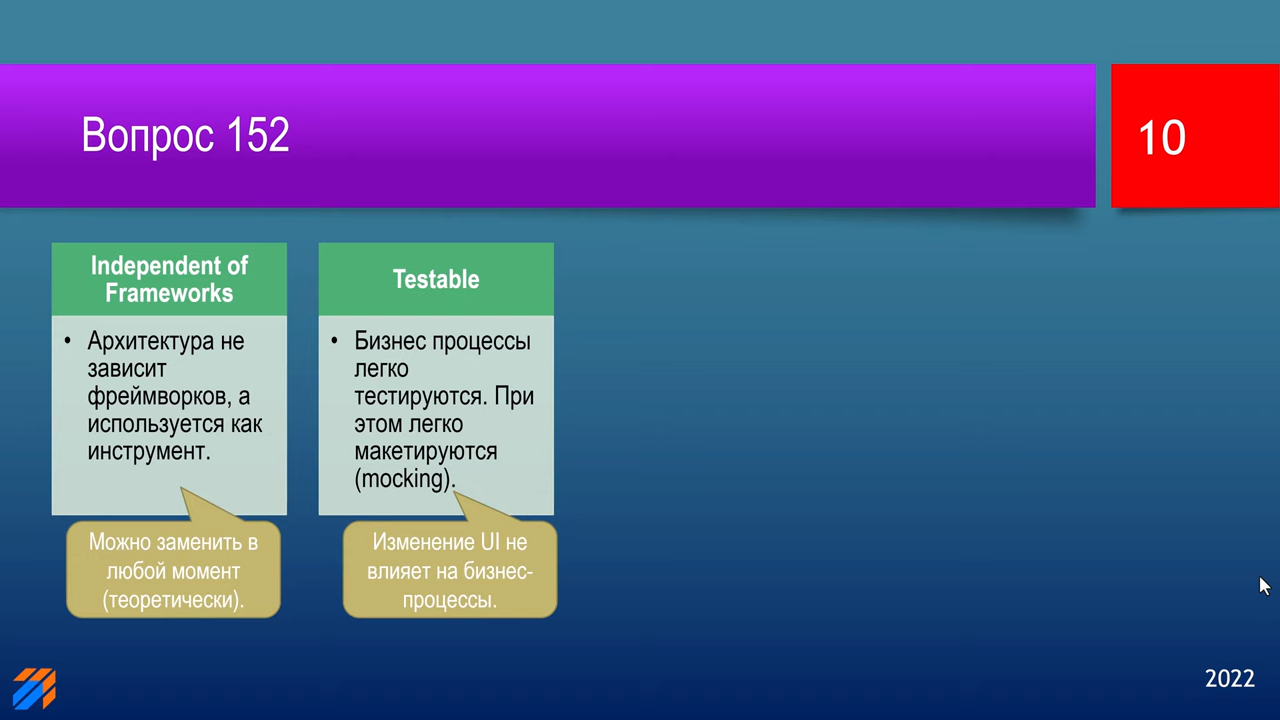 Вопрос 152
10
Independent of
Frameworks
• Архитектура не
зависит
фреймворков, а
используется как
инструмент.
Можно заменить в
любой момент
(теоретически).
Testable
• Бизнес процессы
легко
тестируются. При
этом легко
макетируются
(mocking).
Изменение UI не
влияет на бизнес-
процессы.
2022